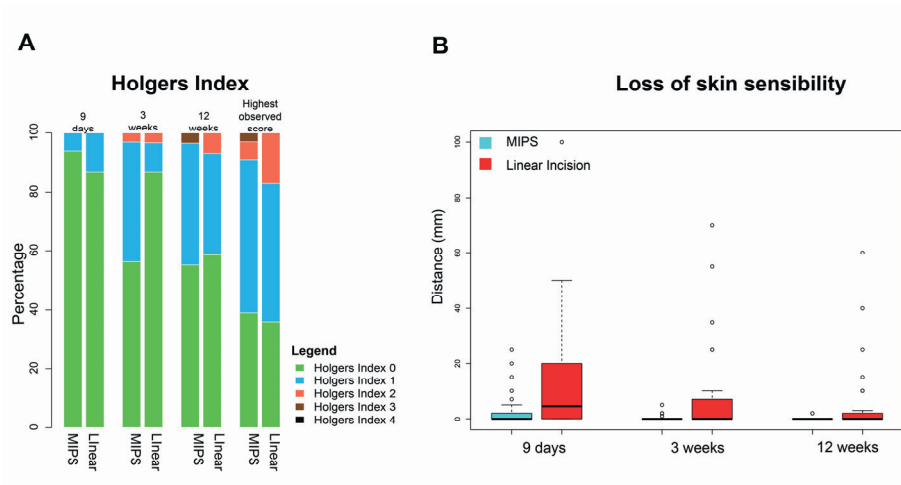 A
Holgers Index
9
days
3
weeks
12
weeks
Highest
observed
score
Percentage
0
20
40
60
80
100
MIPS
LInear
MIPS
LInear
MIPS
LInear
MIPS
LInear
Legend
Holgers Index 0
Holgers Index 1
Holgers Index 2
Holgers Index 3
Holgers Index 4
B
Loss of skin sensibility
MIPS
Linear Incision
Distance (mm)
0
20
40
60
80
100
9 days
3 weeks
12 weeks